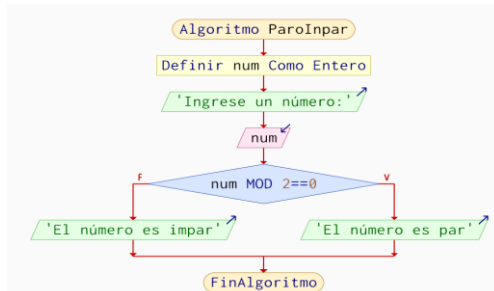 Algoritmo ParoInpar
Definir num Como Entero
'Ingrese un número:'
num
F
num MOD 2==0
V
'El número es impar'
'El número es par'
FinAlgoritmo